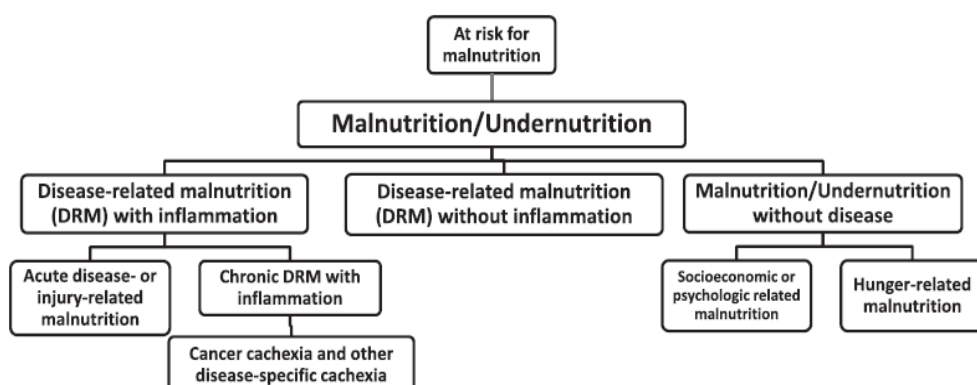 At risk for
malnutrition
Malnutrition/Undernutrition
Disease-related malnutrition
(DRM) with inflammation
Disease-related malnutrition
(DRM) without inflammation
Malnutrition/Undernutrition
without disease
Acute disease- or
injury-related
malnutrition
Chronic DRM with
inflammation
Socioeconomic or
psychologic related
malnutrition
Hunger-related
malnutrition
Cancer cachexia and other
disease-specific cachexia